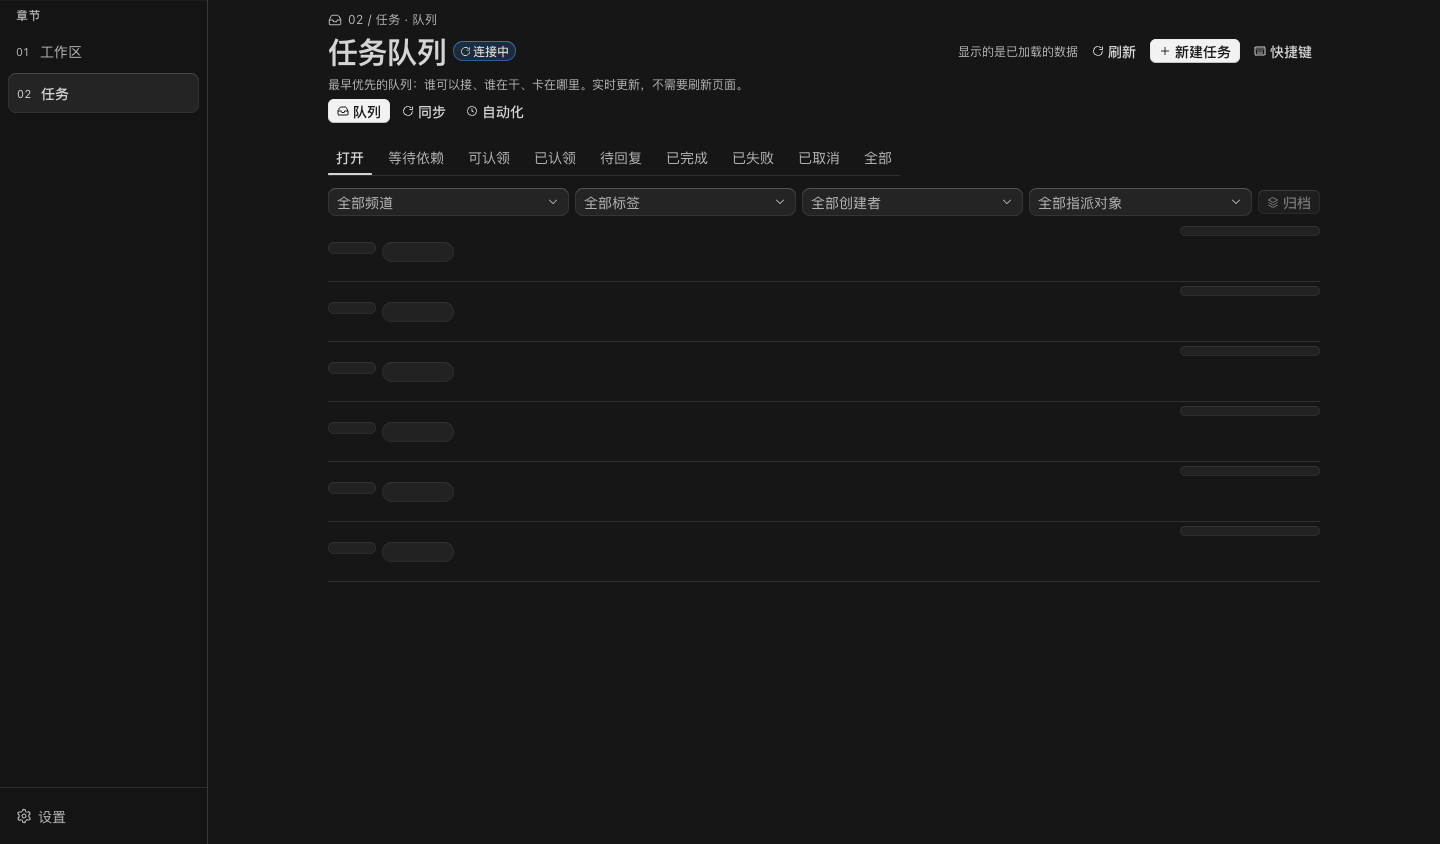 章节
01 工作区
02 任务
设置
02 / 任务 · 队列
任务队列 连接中
显示的是已加载的数据 刷新 新建任务 快捷键
最早优先的队列：谁可以接、谁在干、卡在哪里。实时更新，不需要刷新页面。
队列 同步 自动化
打开 等待依赖 可认领 已认领 待回复 已完成 已失败 已取消 全部
全部频道 全部标签 全部创建者 全部指派对象 归档